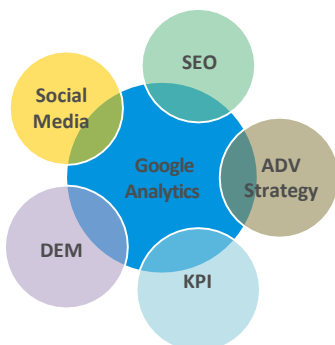 SEO
Social
Media
Google
Analytics
ADV
Strategy
DEM
KPI